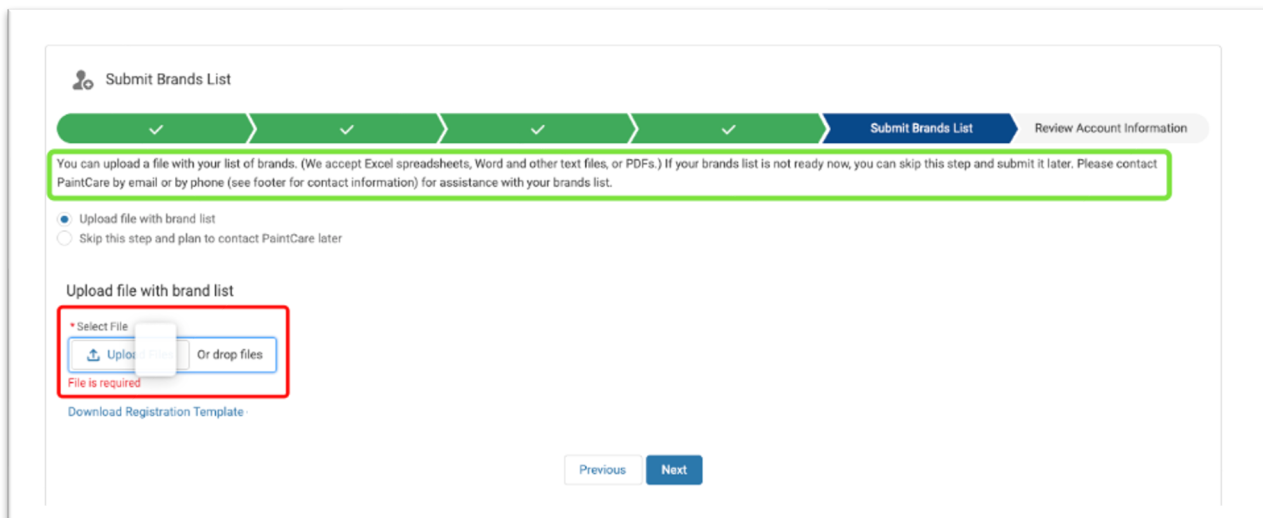 Submit Brands List
Submit Brands List
Review Account Information
You can upload a file with your list of brands. (We accept Excel spreadsheets, Word and other text files, or PDFs.) If your brands list is not ready now, you can skip this step and submit it later. Please contact
PaintCare by email or by phone (see footer for contact information) for assistance with your brands list.
Upload file with brand list
Skip this step and plan to contact PaintCare later
Upload file with brand list
* Select File
Upload Files Or drop files
File is required
Download Registration Template
Previous
Next